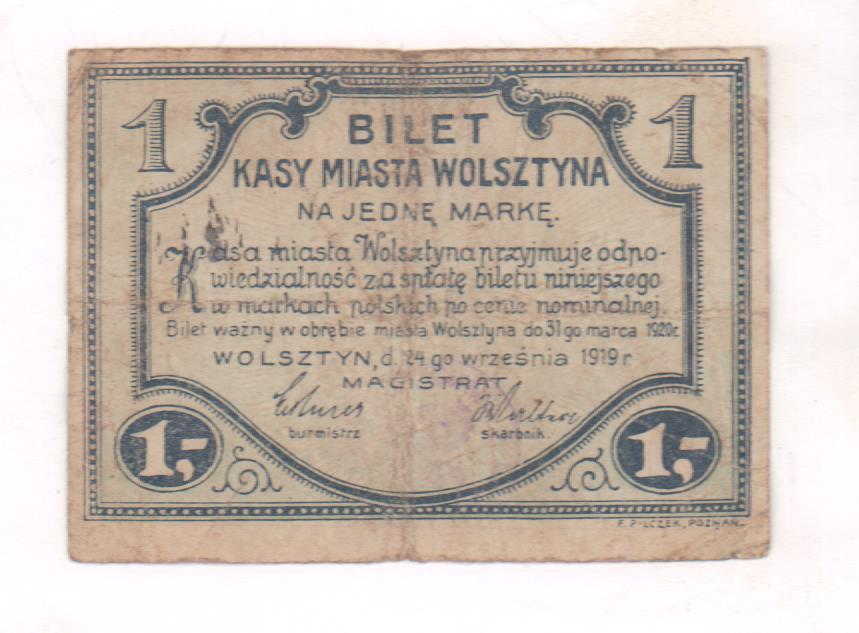 1 1
BILET
KASY MIASTA WOLSZTYNA
NA JEDNĘ MARKĘ.
Kasa miasta Wolsztyna przyjmuje odpo-
wiedzialność za spłatę biletu niniejszego
w markach polskich po cenie nominalnej.
Bilet ważny w obrębie miasta Wolsztyna do 31go marca 1920r.
WOLSZTYN, d. 24 go września 1919 r.
MAGISTRAT
burmistrz skarbnik.
1,- 1,-
F. PILCZEK, POZNAŃ.